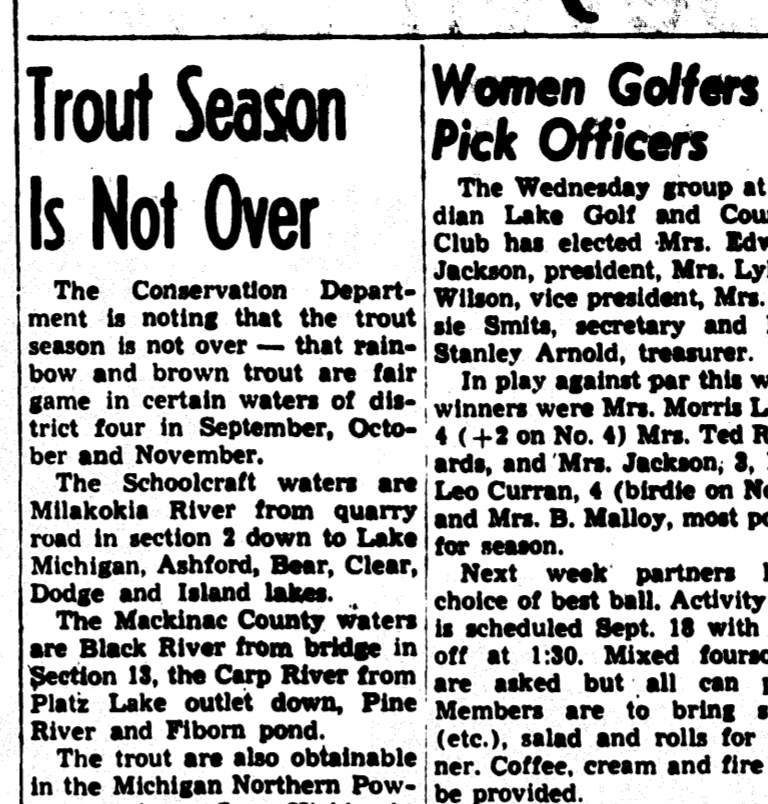 Trout Season
Is Not Over
The Conservation Depart-
ment is noting that the trout
season is not over — that rain-
bow and brown trout are fair
game in certain waters of dis-
trict four in September, Octo-
ber and November.
The Schoolcraft waters are
Milakokia River from quarry
road in section 2 down to Lake
Michigan, Ashford, Bear, Clear,
Dodge and Island lakes.
The Mackinac County waters
are Black River from bridge in
Section 13, the Carp River from
Platz Lake outlet down, Pine
River and Fiborn pond.
The trout are also obtainable
in the Michigan Northern Pow-
Women Golfers
Pick Officers
The Wednesday group at
dian Lake Golf and Cou
Club has elected Mrs. Edw
Jackson, president, Mrs. Lyl
Wilson, vice president, Mrs.
sie Smits, secretary and
Stanley Arnold, treasurer.
In play against par this w
winners were Mrs. Morris L
4 (+2 on No. 4) Mrs. Ted R
ards, and Mrs. Jackson, 3,
Leo Curran, 4 (birdie on No
and Mrs. B. Malloy, most po
for season.
Next week partners
choice of best ball. Activity
is scheduled Sept. 18 with
off at 1:30. Mixed fourso
are asked but all can p
Members are to bring s
(etc.), salad and rolls for
ner. Coffee, cream and fire
be provided.